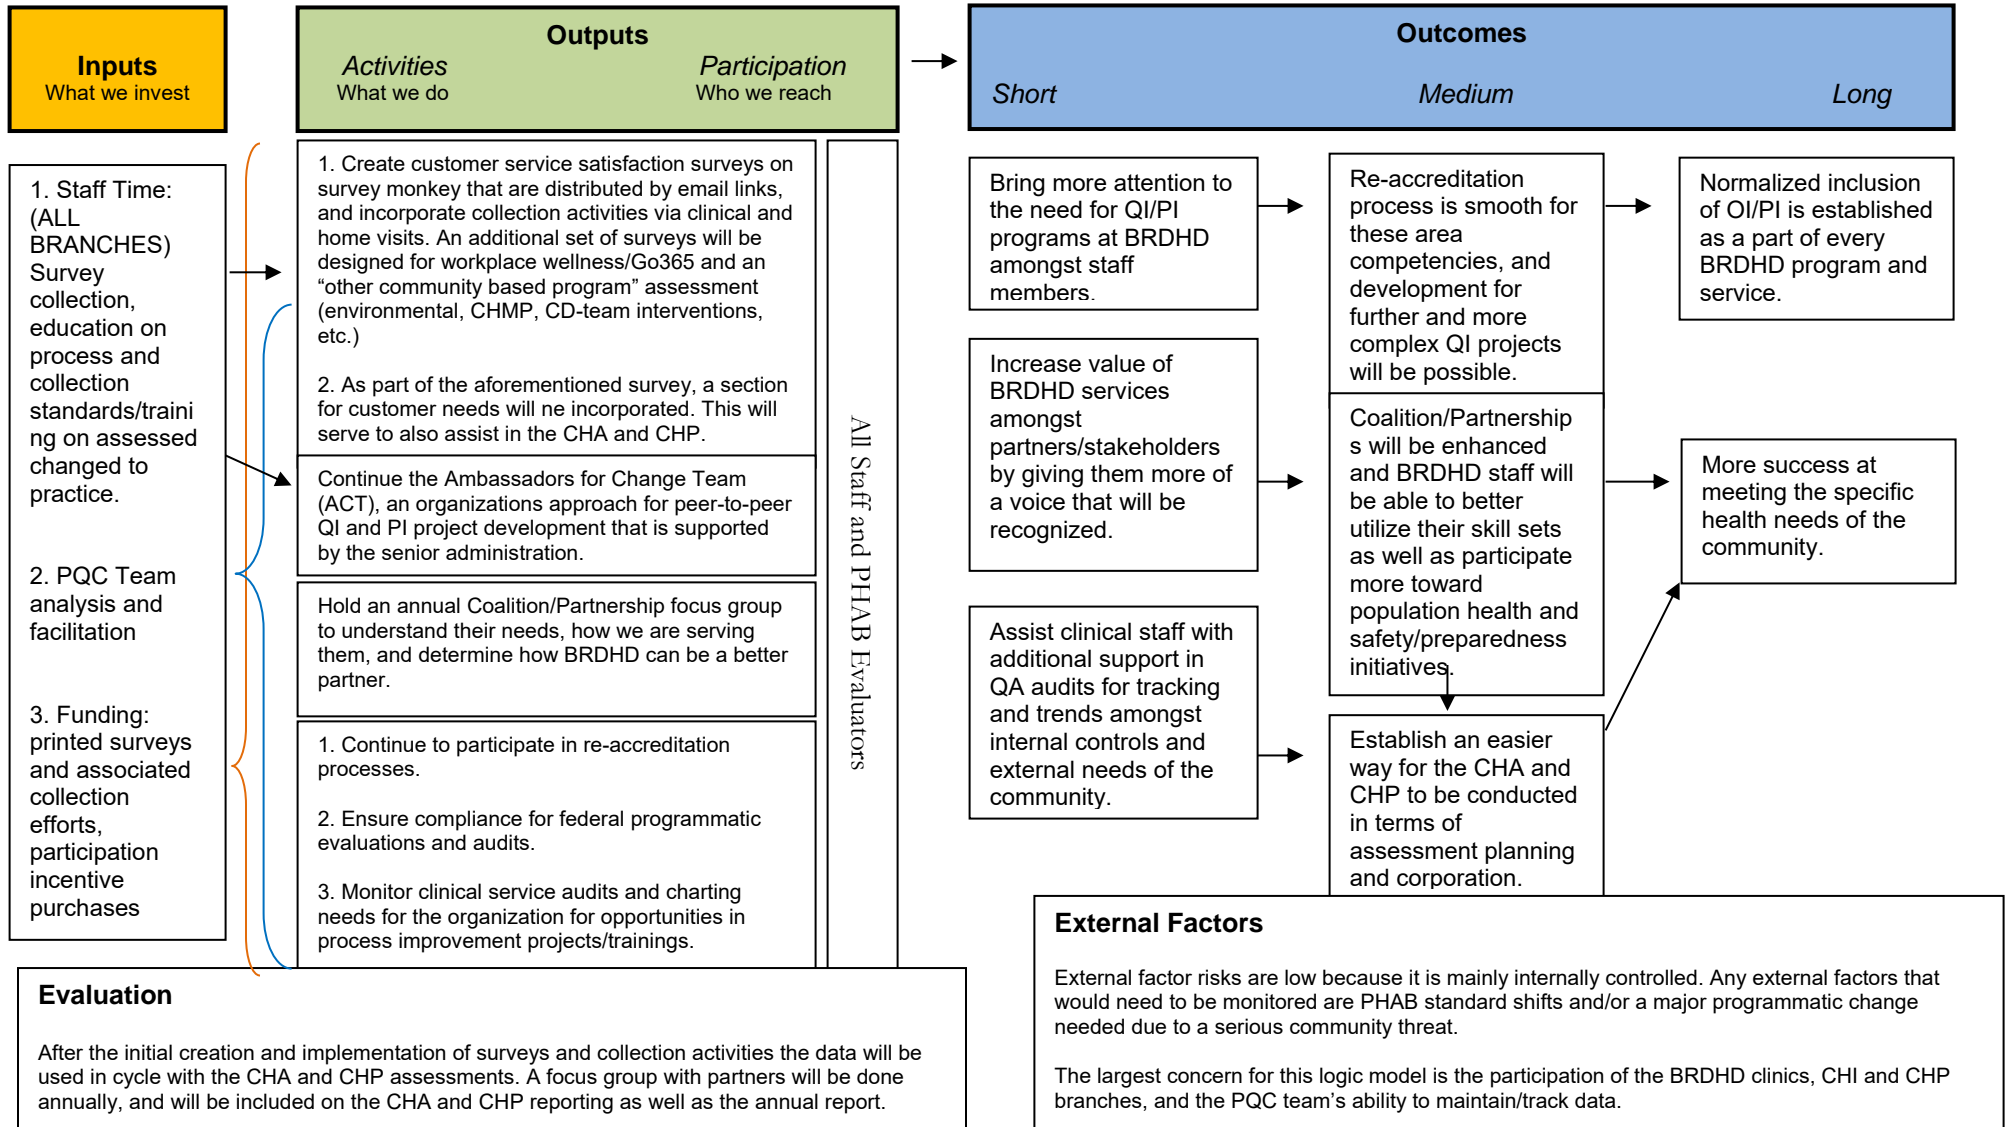 Inputs
What we invest
Outputs
Activities
Participation
What we do
Who we reach
Outcomes
Short
Medium
Long
1. Staff Time:
(ALL
BRANCHES)
Survey
collection,
education on
process and
collection
standards/traini
ng on assessed
changed to
practice.
2. PQC Team
analysis and
facilitation
3. Funding:
printed surveys
and associated
collection
efforts,
participation
incentive
purchases
1. Create customer service satisfaction surveys on
survey monkey that are distributed by email links,
and incorporate collection activities via clinical and
home visits. An additional set of surveys will be
designed for workplace wellness/Go365 and an
“other community based program” assessment
(environmental, CHMP, CD-team interventions,
etc.)
2. As part of the aforementioned survey, a section
for customer needs will ne incorporated. This will
serve to also assist in the CHA and CHP.
Continue the Ambassadors for Change Team
(ACT), an organizations approach for peer-to-peer
QI and PI project development that is supported
by the senior administration.
Hold an annual Coalition/Partnership focus group
to understand their needs, how we are serving
them, and determine how BRDHD can be a better
partner.
1. Continue to participate in re-accreditation
processes.
2. Ensure compliance for federal programmatic
evaluations and audits.
3. Monitor clinical service audits and charting
needs for the organization for opportunities in
process improvement projects/trainings.
All Staff and PHAB Evaluators
Bring more attention to
the need for QI/PI
programs at BRDHD
amongst staff
members.
Increase value of
BRDHD services
amongst
partners/stakeholders
by giving them more of
a voice that will be
recognized.
Assist clinical staff with
additional support in
QA audits for tracking
and trends amongst
internal controls and
external needs of the
community.
Re-accreditation
process is smooth for
these area
competencies, and
development for
further and more
complex QI projects
will be possible.
Coalition/Partnership
s will be enhanced
and BRDHD staff will
be able to better
utilize their skill sets
as well as participate
more toward
population health and
safety/preparedness
initiatives.
Establish an easier
way for the CHA and
CHP to be conducted
in terms of
assessment planning
and corporation.
Normalized inclusion
of OI/PI is established
as a part of every
BRDHD program and
service.
More success at
meeting the specific
health needs of the
community.
Evaluation
After the initial creation and implementation of surveys and collection activities the data will be
used in cycle with the CHA and CHP assessments. A focus group with partners will be done
annually, and will be included on the CHA and CHP reporting as well as the annual report.
External Factors
External factor risks are low because it is mainly internally controlled. Any external factors that
would need to be monitored are PHAB standard shifts and/or a major programmatic change
needed due to a serious community threat.
The largest concern for this logic model is the participation of the BRDHD clinics, CHI and CHP
branches, and the PQC team’s ability to maintain/track data.